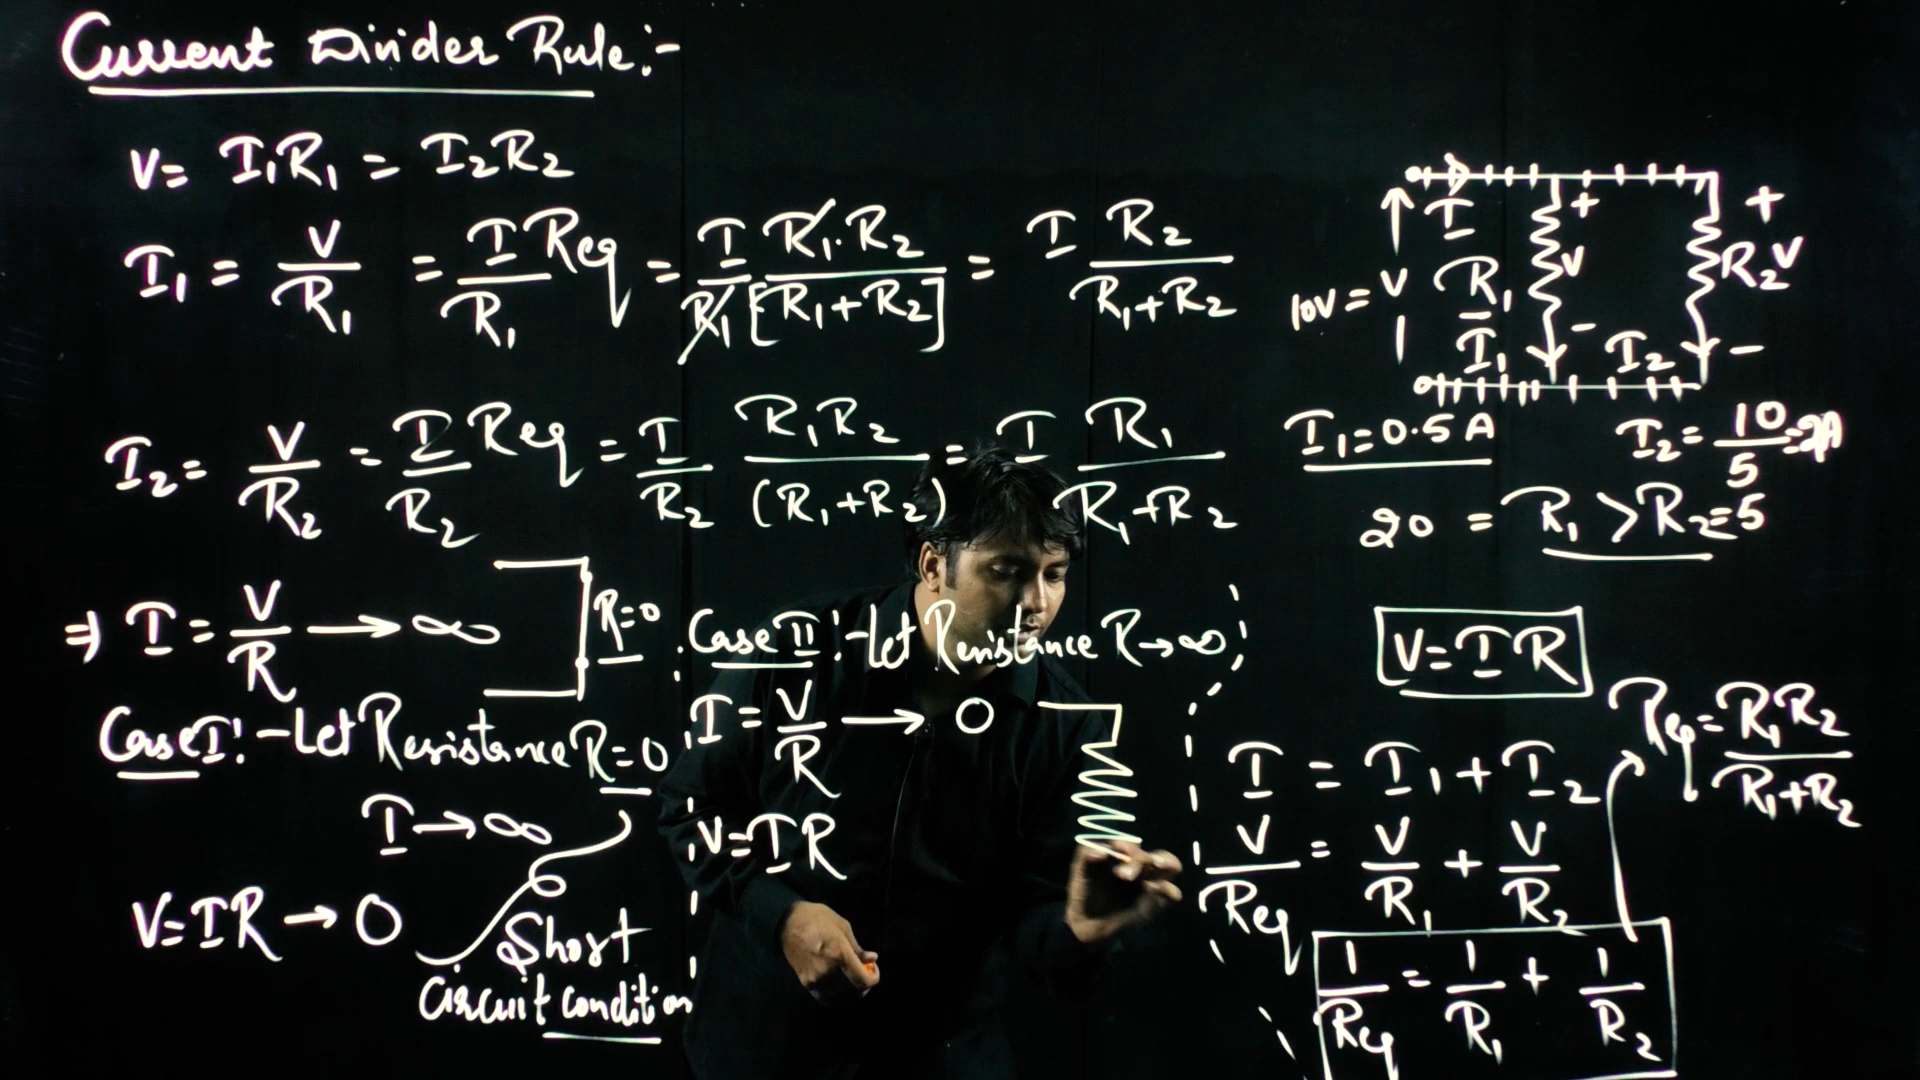 Current Divider Rule:-
V= I₁R₁ = I₂R₂
I₁ = V/R₁ = I Req/R₁ = I/R₁ R₁·R₂/[R₁+R₂] = I R₂/R₁+R₂
I₂= V/R₂ = I Req/R₂ = I/R₂ R₁R₂/(R₁+R₂) = I R₁/R₁+R₂
⇒ I = V/R → ∞
R=0
Case I:- Let Resistance R=0
I → ∞
V=IR → 0
Short
Circuit condition
Case II:- Let Resistance R→∞
I = V/R → 0
V=IR
I
+
V
-
+
R₂ V
-
10V = V
R₁
I₁
I₂
I₁=0.5A
I₂= 10/5=2A
20 = R₁ > R₂=5
V=IR
Req = R₁R₂/R₁+R₂
I = I₁ + I₂
V/Req = V/R₁ + V/R₂
1/Req = 1/R₁ + 1/R₂